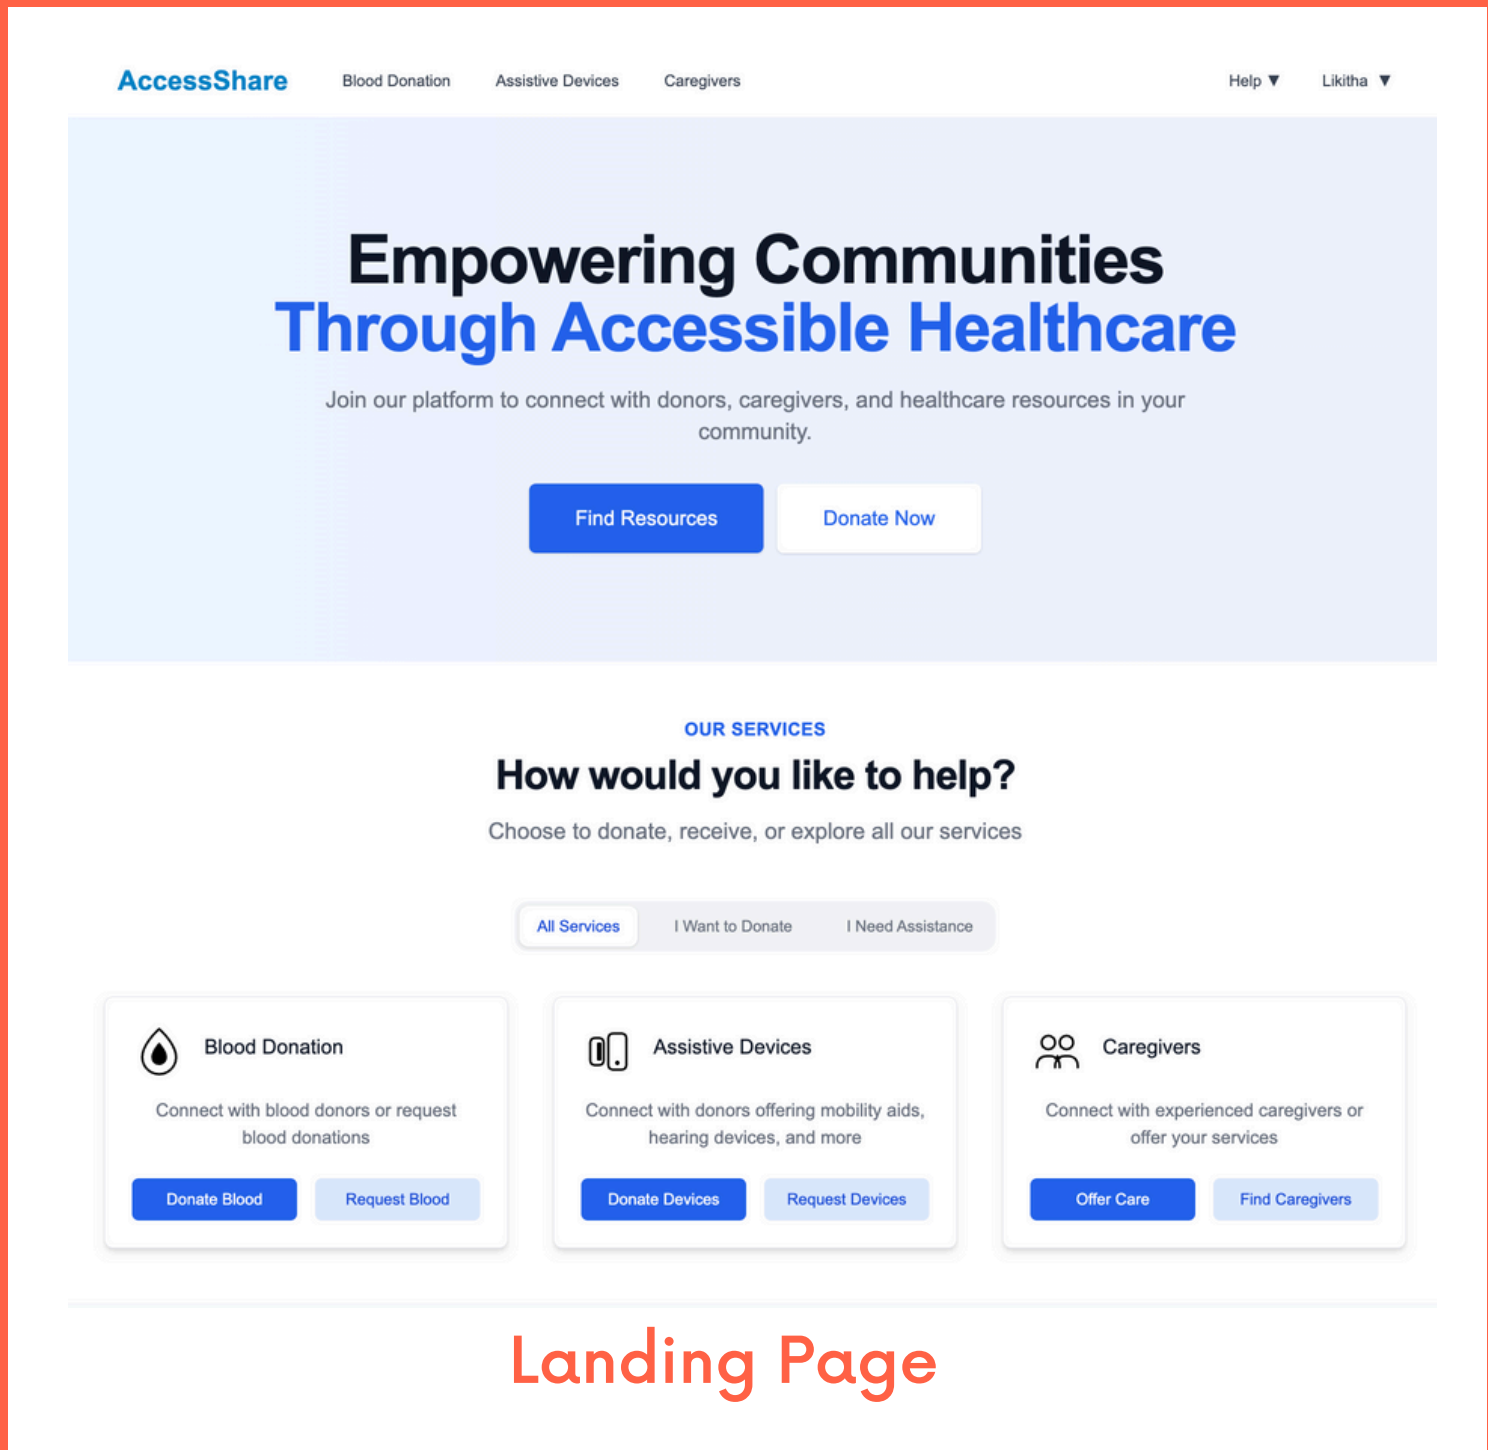 AccessShare Blood Donation Assistive Devices Caregivers Help ▼ Likitha ▼
Empowering Communities
Through Accessible Healthcare
Join our platform to connect with donors, caregivers, and healthcare resources in your
community.
Find Resources Donate Now
OUR SERVICES
How would you like to help?
Choose to donate, receive, or explore all our services
All Services I Want to Donate I Need Assistance
Blood Donation
Connect with blood donors or request
blood donations
Donate Blood Request Blood
Assistive Devices
Connect with donors offering mobility aids,
hearing devices, and more
Donate Devices Request Devices
Caregivers
Connect with experienced caregivers or
offer your services
Offer Care Find Caregivers
Landing Page